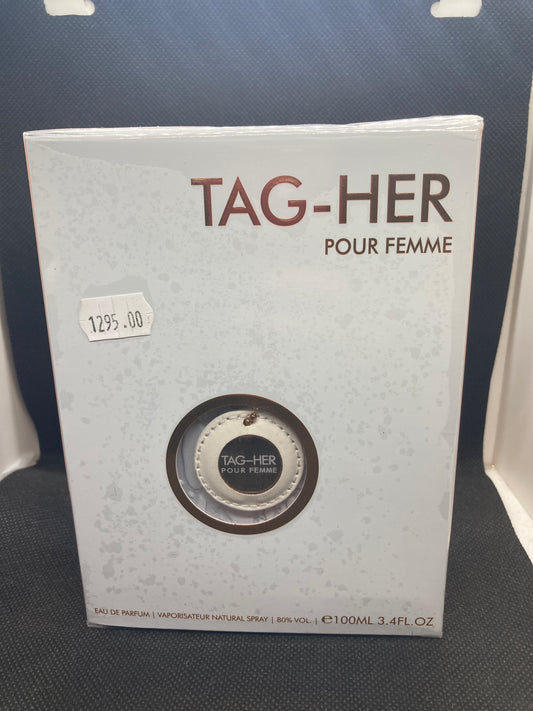 TAG-HER
POUR FEMME
1295.00
TAG-HER
POUR FEMME
EAU DE PARFUM | VAPORISATEUR NATURAL SPRAY | 80% VOL. | ℮100ML 3.4FL.OZ